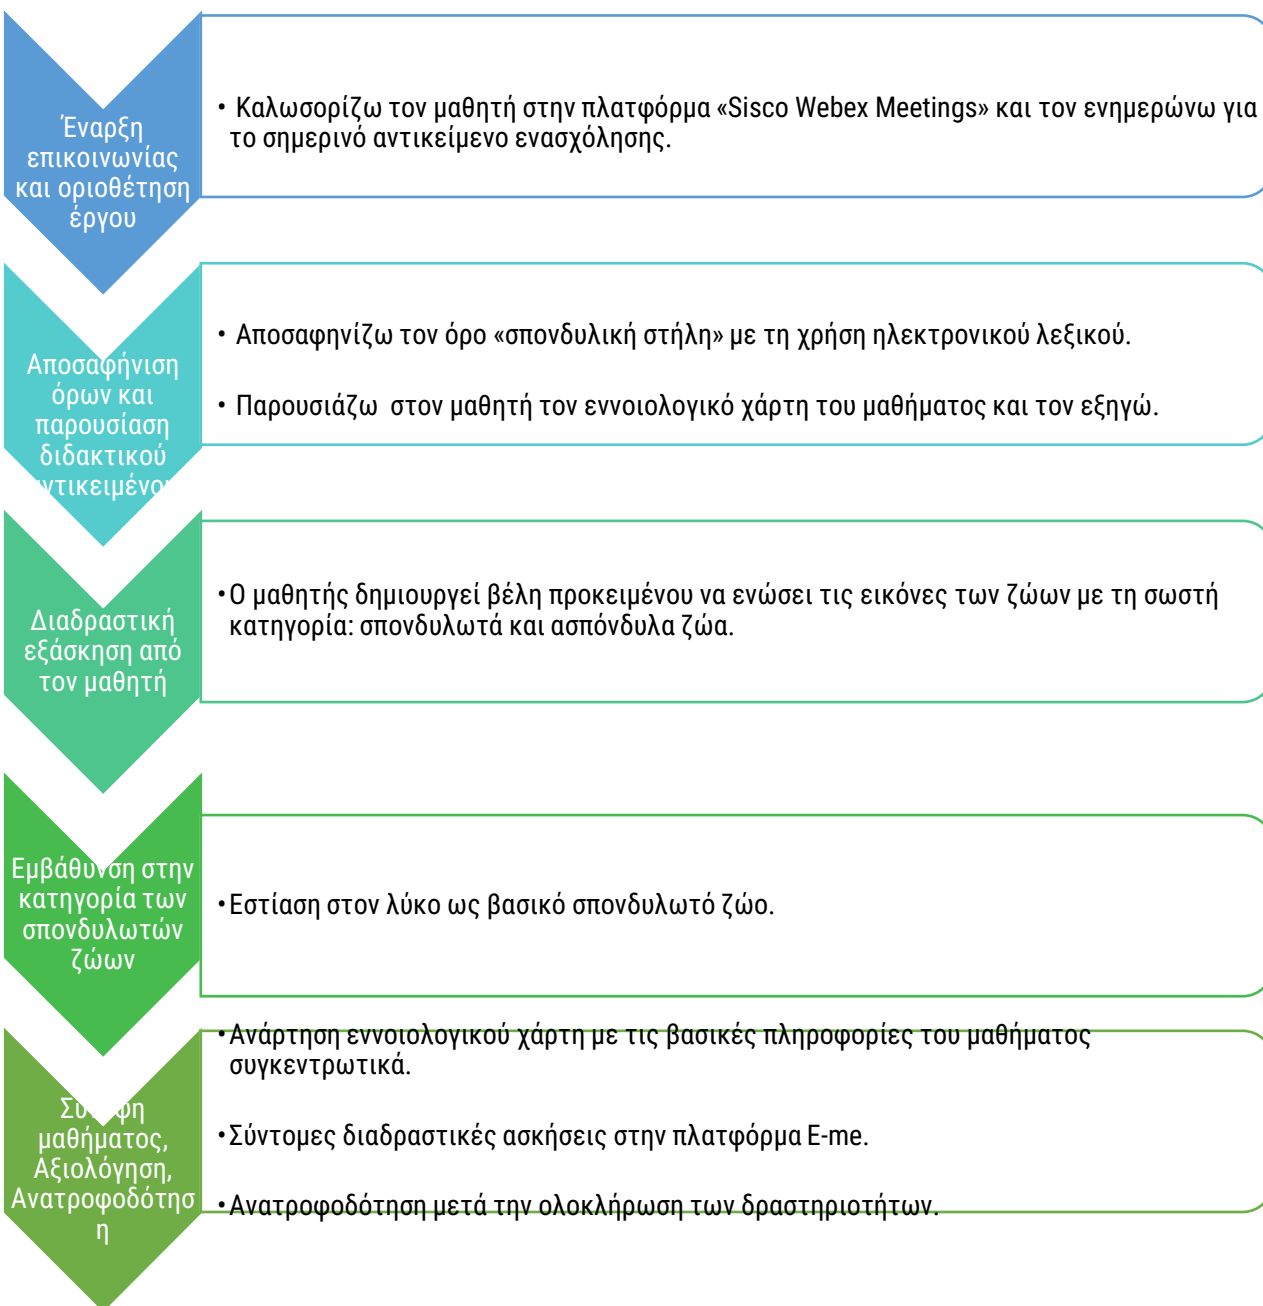 Έναρξη
επικοινωνίας
και οριοθέτηση
έργου
• Καλωσορίζω τον μαθητή στην πλατφόρμα «Sisco Webex Meetings» και τον ενημερώνω για
το σημερινό αντικείμενο ενασχόλησης.
Αποσαφήνιση
όρων και
παρουσίαση
διδακτικού
αντικειμένου
• Αποσαφηνίζω τον όρο «σπονδυλική στήλη» με τη χρήση ηλεκτρονικού λεξικού.
• Παρουσιάζω στον μαθητή τον εννοιολογικό χάρτη του μαθήματος και τον εξηγώ.
Διαδραστική
εξάσκηση από
τον μαθητή
• Ο μαθητής δημιουργεί βέλη προκειμένου να ενώσει τις εικόνες των ζώων με τη σωστή
κατηγορία: σπονδυλωτά και ασπόνδυλα ζώα.
Εμβάθυνση στην
κατηγορία των
σπονδυλωτών
ζώων
• Εστίαση στον λύκο ως βασικό σπονδυλωτό ζώο.
Σύνοψη
μαθήματος,
Αξιολόγηση,
Ανατροφοδότησ
η
• Ανάρτηση εννοιολογικού χάρτη με τις βασικές πληροφορίες του μαθήματος
συγκεντρωτικά.
• Σύντομες διαδραστικές ασκήσεις στην πλατφόρμα E-me.
• Ανατροφοδότηση μετά την ολοκλήρωση των δραστηριοτήτων.